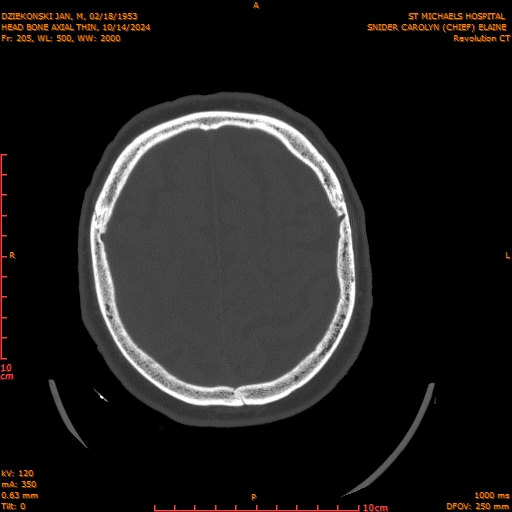 A
DZIEKONSKI JAN, M, 02/18/1953
HEAD BONE AXIAL THIN, 10/14/2024
Fr: 205, WL: 500, WW: 2000
ST MICHAELS HOSPITAL
SNIDER CAROLYN (CHIEF) ELAINE
Revolution CT
R
L
10
cm
kV: 120
mA: 350
0.63 mm
Tilt: 0
P
10cm
1000 ms
DFOV: 250 mm